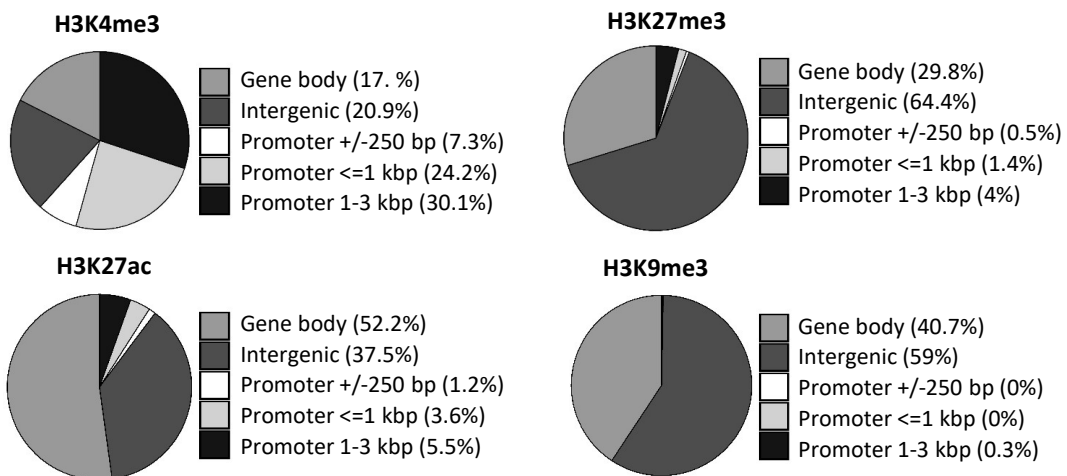 H3K4me3
Gene body (17. %)
Intergenic (20.9%)
Promoter +/-250 bp (7.3%)
Promoter <=1 kbp (24.2%)
Promoter 1-3 kbp (30.1%)
H3K27me3
Gene body (29.8%)
Intergenic (64.4%)
Promoter +/-250 bp (0.5%)
Promoter <=1 kbp (1.4%)
Promoter 1-3 kbp (4%)
H3K27ac
Gene body (52.2%)
Intergenic (37.5%)
Promoter +/-250 bp (1.2%)
Promoter <=1 kbp (3.6%)
Promoter 1-3 kbp (5.5%)
H3K9me3
Gene body (40.7%)
Intergenic (59%)
Promoter +/-250 bp (0%)
Promoter <=1 kbp (0%)
Promoter 1-3 kbp (0.3%)